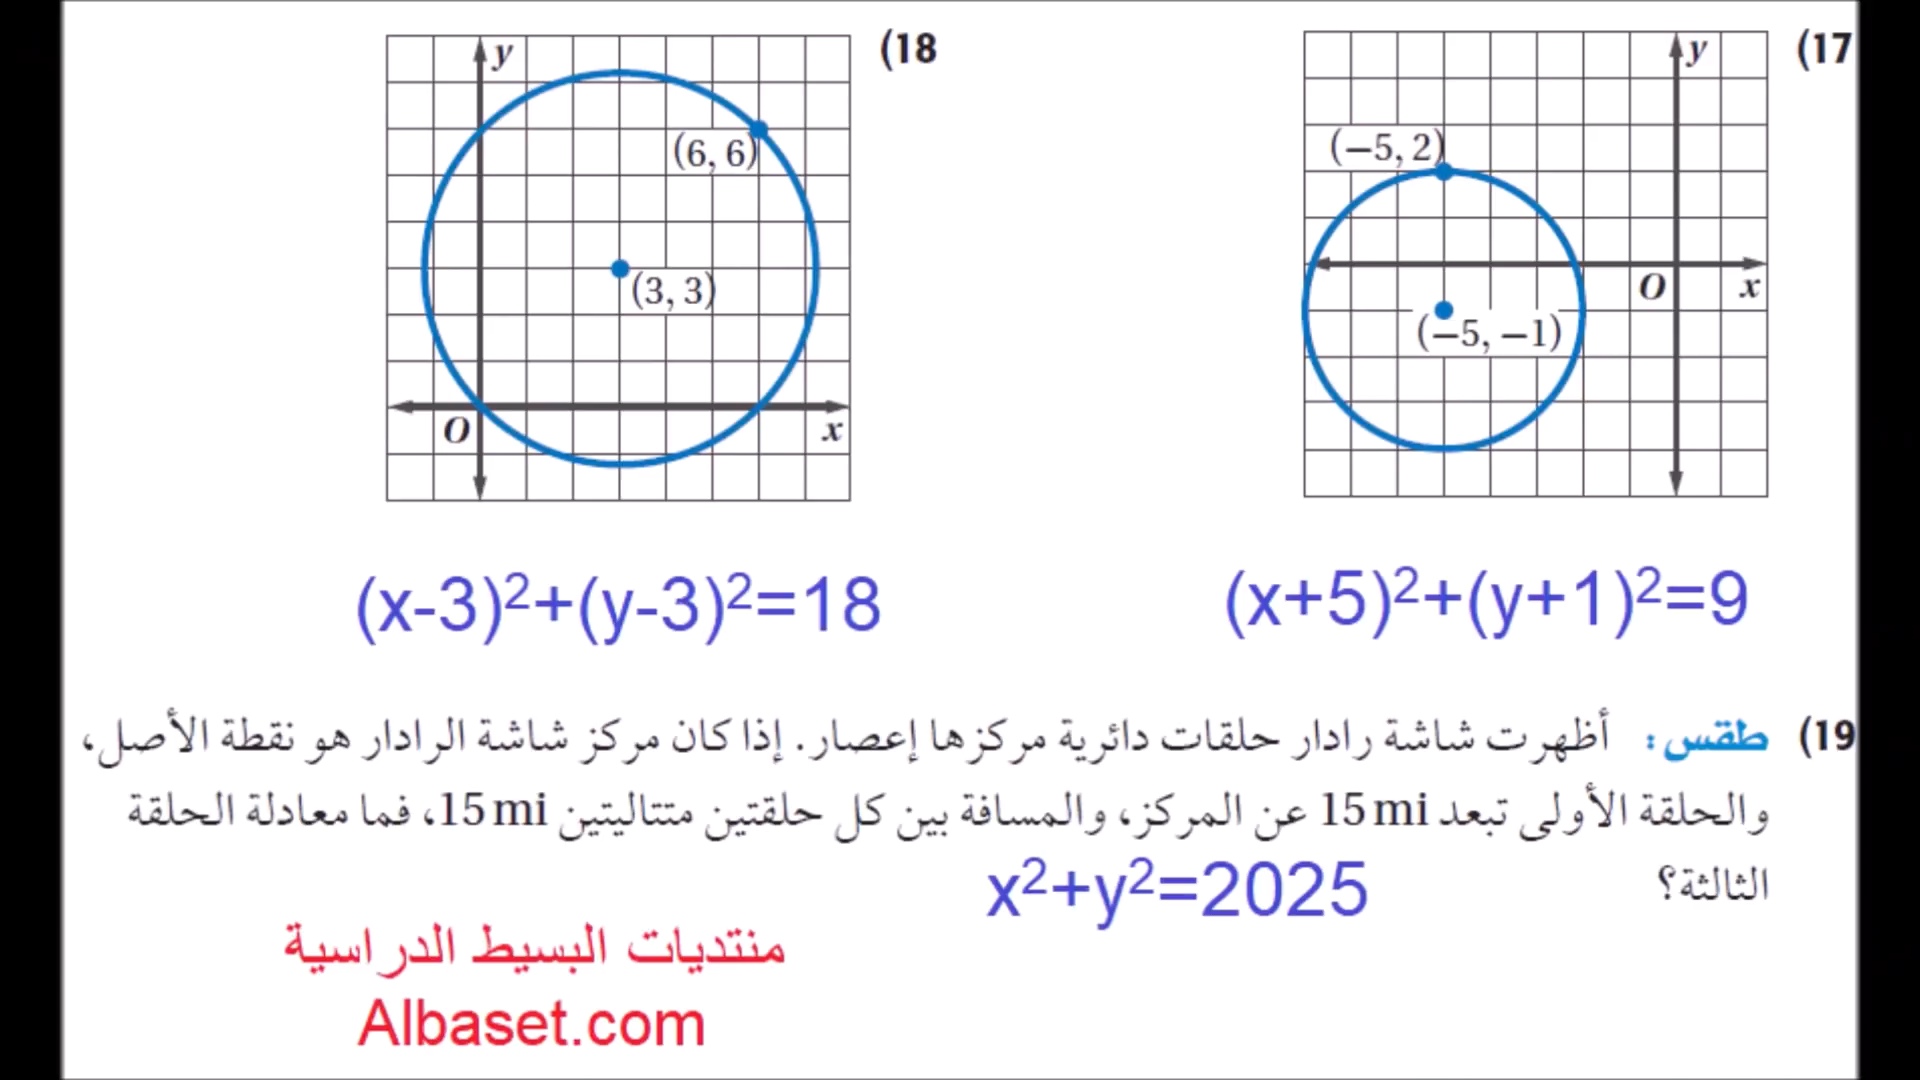 (17
y
(−5, 2)
O
x
(−5, −1)
(x+5)²+(y+1)²=9
(18
y
(6, 6)
(3, 3)
O
x
(x-3)²+(y-3)²=18
(19 طقس: أظهرت شاشة رادار حلقات دائرية مركزها إعصار. إذا كان مركز شاشة الرادار هو نقطة الأصل،
والحلقة الأولى تبعد 15 mi عن المركز، والمسافة بين كل حلقتين متتاليتين 15 mi، فما معادلة الحلقة
الثالثة؟
x²+y²=2025
منتديات البسيط الدراسية
Albaset.com